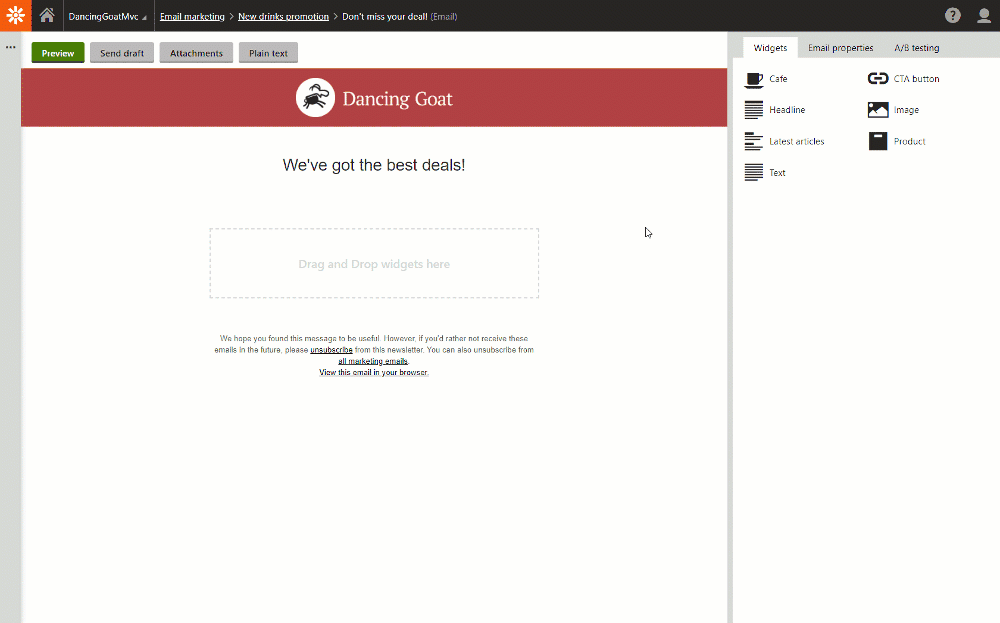 DancingGoatMvc Email marketing > New drinks promotion > Don't miss your deal! (Email) ?
Preview Send draft Attachments Plain text
Widgets Email properties A/B testing
Dancing Goat
We've got the best deals!
Drag and Drop widgets here
We hope you found this message to be useful. However, if you'd rather not receive these
emails in the future, please unsubscribe from this newsletter. You can also unsubscribe from
all marketing emails.
View this email in your browser.
Cafe CTA button
Headline Image
Latest articles Product
Text